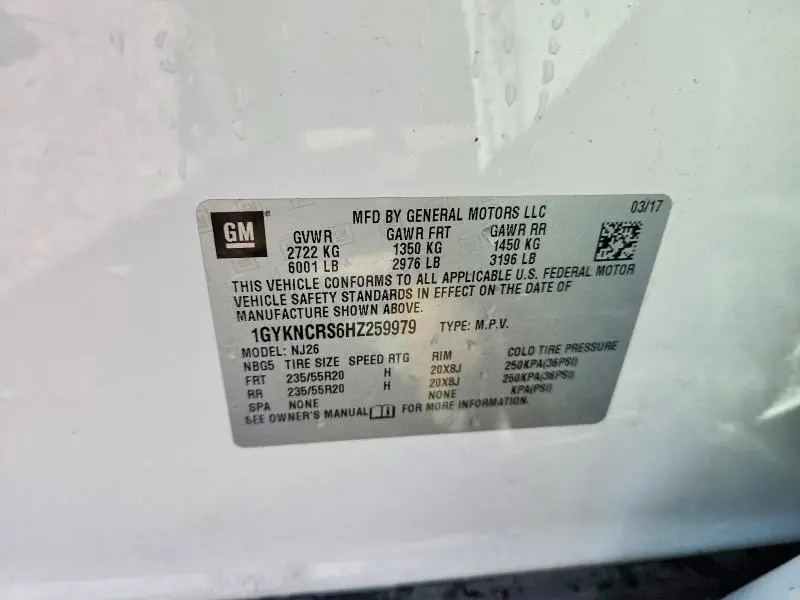 GM
MFD BY GENERAL MOTORS LLC 03/17
GVWR GAWR FRT GAWR RR
2722 KG 1350 KG 1450 KG
6001 LB 2976 LB 3196 LB
THIS VEHICLE CONFORMS TO ALL APPLICABLE U.S. FEDERAL MOTOR
VEHICLE SAFETY STANDARDS IN EFFECT ON THE DATE OF
MANUFACTURE SHOWN ABOVE.
1GYKNCRS6HZ259979 TYPE: M.P.V.
MODEL: NJ26
NBG5 TIRE SIZE SPEED RTG RIM COLD TIRE PRESSURE
FRT 235/55R20 H 20X8J 250KPA(36PSI)
RR 235/55R20 H 20X8J 250KPA(36PSI)
SPA NONE NONE KPA(PSI)
SEE OWNER'S MANUAL FOR MORE INFORMATION.